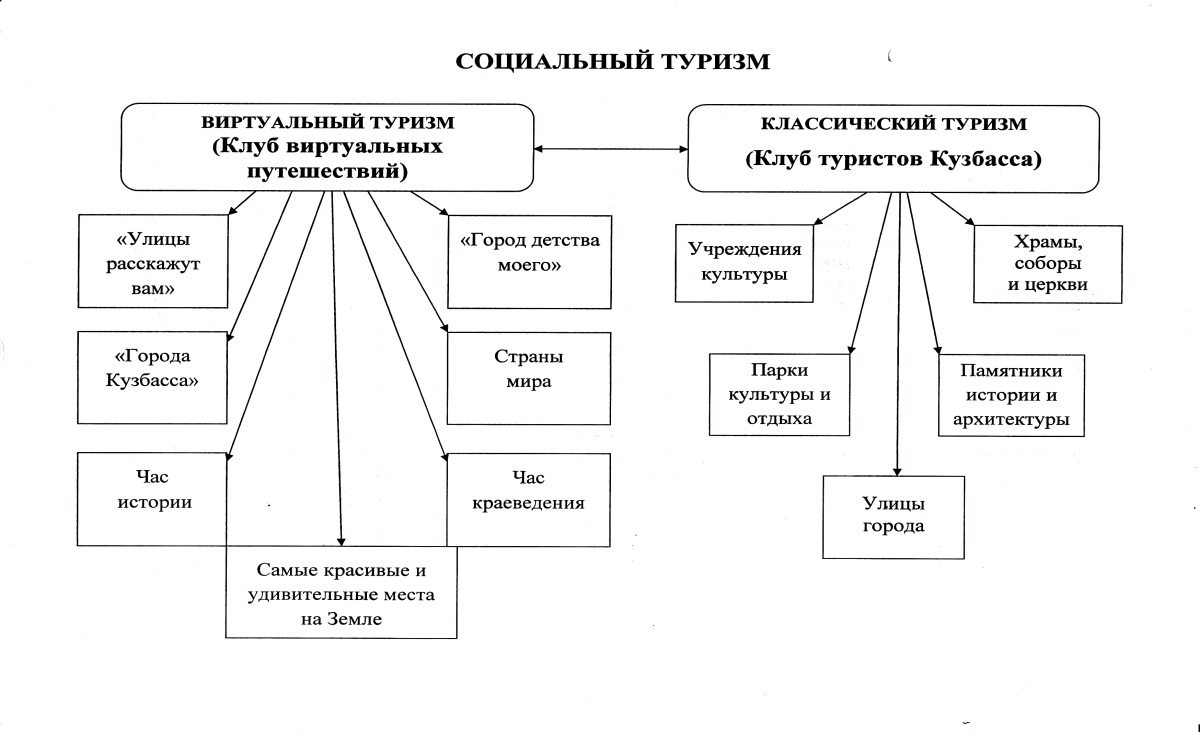 СОЦИАЛЬНЫЙ ТУРИЗМ
ВИРТУАЛЬНЫЙ ТУРИЗМ
(Клуб виртуальных
путешествий)
КЛАССИЧЕСКИЙ ТУРИЗМ
(Клуб туристов Кузбасса)
«Улицы
расскажут
вам»
«Город детства
моего»
«Города
Кузбасса»
Страны
мира
Час
истории
Час
краеведения
Самые красивые и
удивительные места
на Земле
Учреждения
культуры
Храмы,
соборы
и церкви
Парки
культуры и
отдыха
Памятники
истории и
архитектуры
Улицы
города